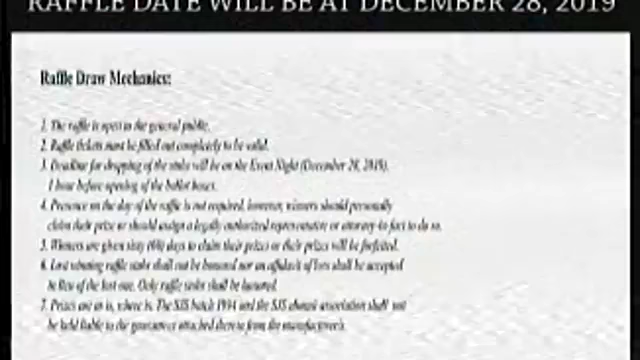 RAFFLE DATE WILL BE AT DECEMBER 28, 2019
Raffle Draw Mechanics:
1. The raffle is open to the general public.
2. Raffle tickets must be filled out completely to be valid.
3. Deadline for dropping of the stubs will be on the Event Night (December 28, 2019).
1 hour before opening of the ballot boxes.
4. Presence on the day of the raffle is not required, however, winners should personally
claim their prize or should assign a legally authorized representative or attorney-in-fact to do so.
5. Winners are given sixty (60) days to claim their prizes or their prizes will be forfeited.
6. Lost winning raffle stubs shall not be honored nor an affidavit of loss shall be accepted
in lieu of the lost one. Only raffle stubs shall be honored.
7. Prizes are as is, where is. The SJS batch 1994 and the SJS alumni association shall not
be held liable to the guarantee attached thereto from the manufacturer/s.